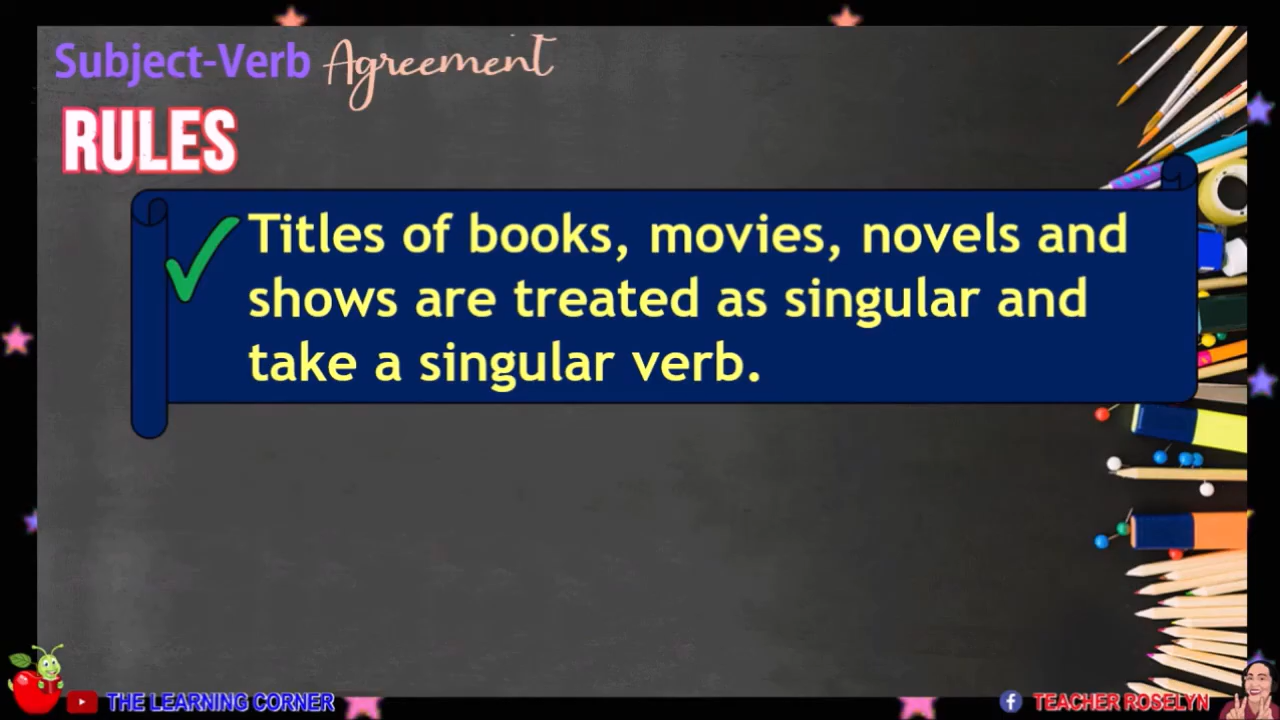 Subject-Verb Agreement
RULES
Titles of books, movies, novels and
shows are treated as singular and
take a singular verb.
THE LEARNING CORNER
TEACHER ROSELYN